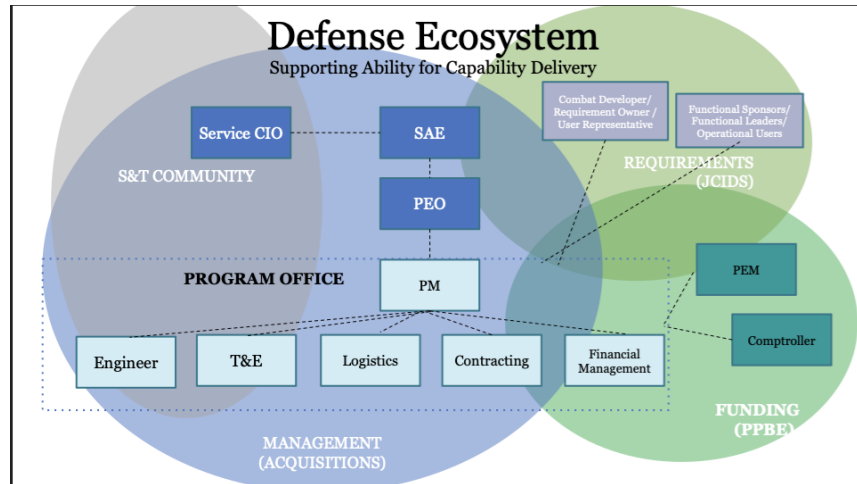 Defense Ecosystem
Supporting Ability for Capability Delivery
Combat Developer/
Requirement Owner /
User Representative
Functional Sponsors/
Functional Leaders/
Operational Users
Service CIO
SAE
S&T COMMUNITY
REQUIREMENTS
(JCIDS)
PEO
PROGRAM OFFICE
PM
PEM
Engineer
T&E
Logistics
Contracting
Financial
Management
Comptroller
FUNDING
(PPBE)
MANAGEMENT
(ACQUISITIONS)